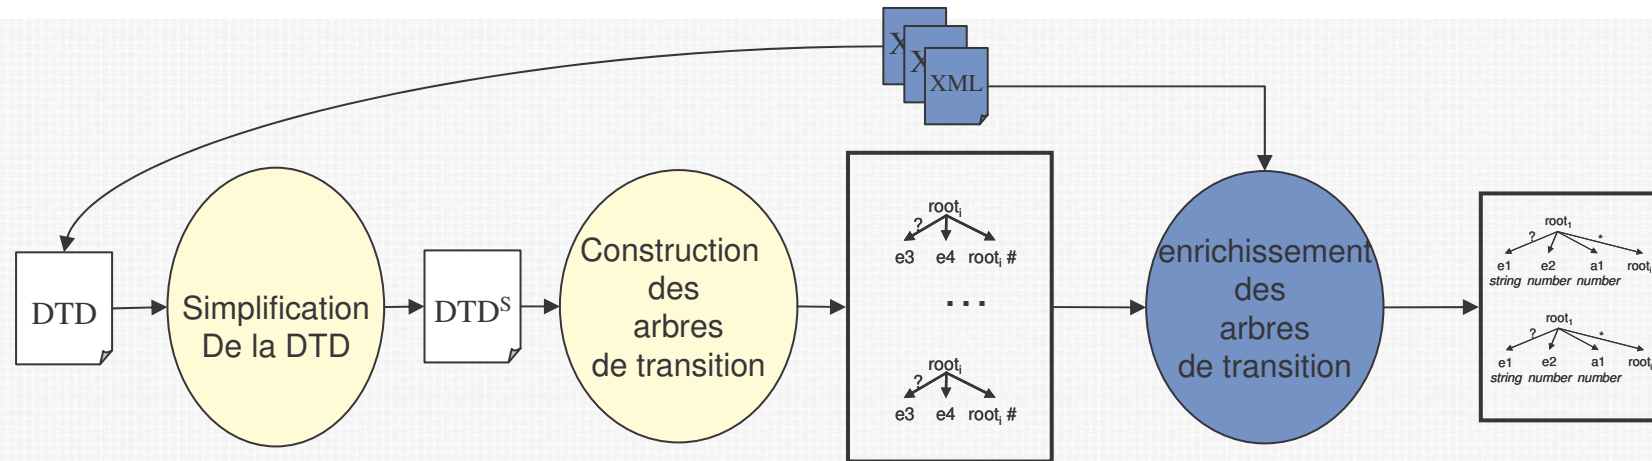 X
X
XML
DTD
Simplification
De la DTD
DTDS
Construction
des
arbres
de transition
rooti
?
e3 e4 rooti #
...
rooti
?
e3 e4 rooti #
enrichissement
des
arbres
de transition
root1
? *
e1 e2 a1 rooti
string number number
root1
? *
e1 e2 a1 rooti
string number number